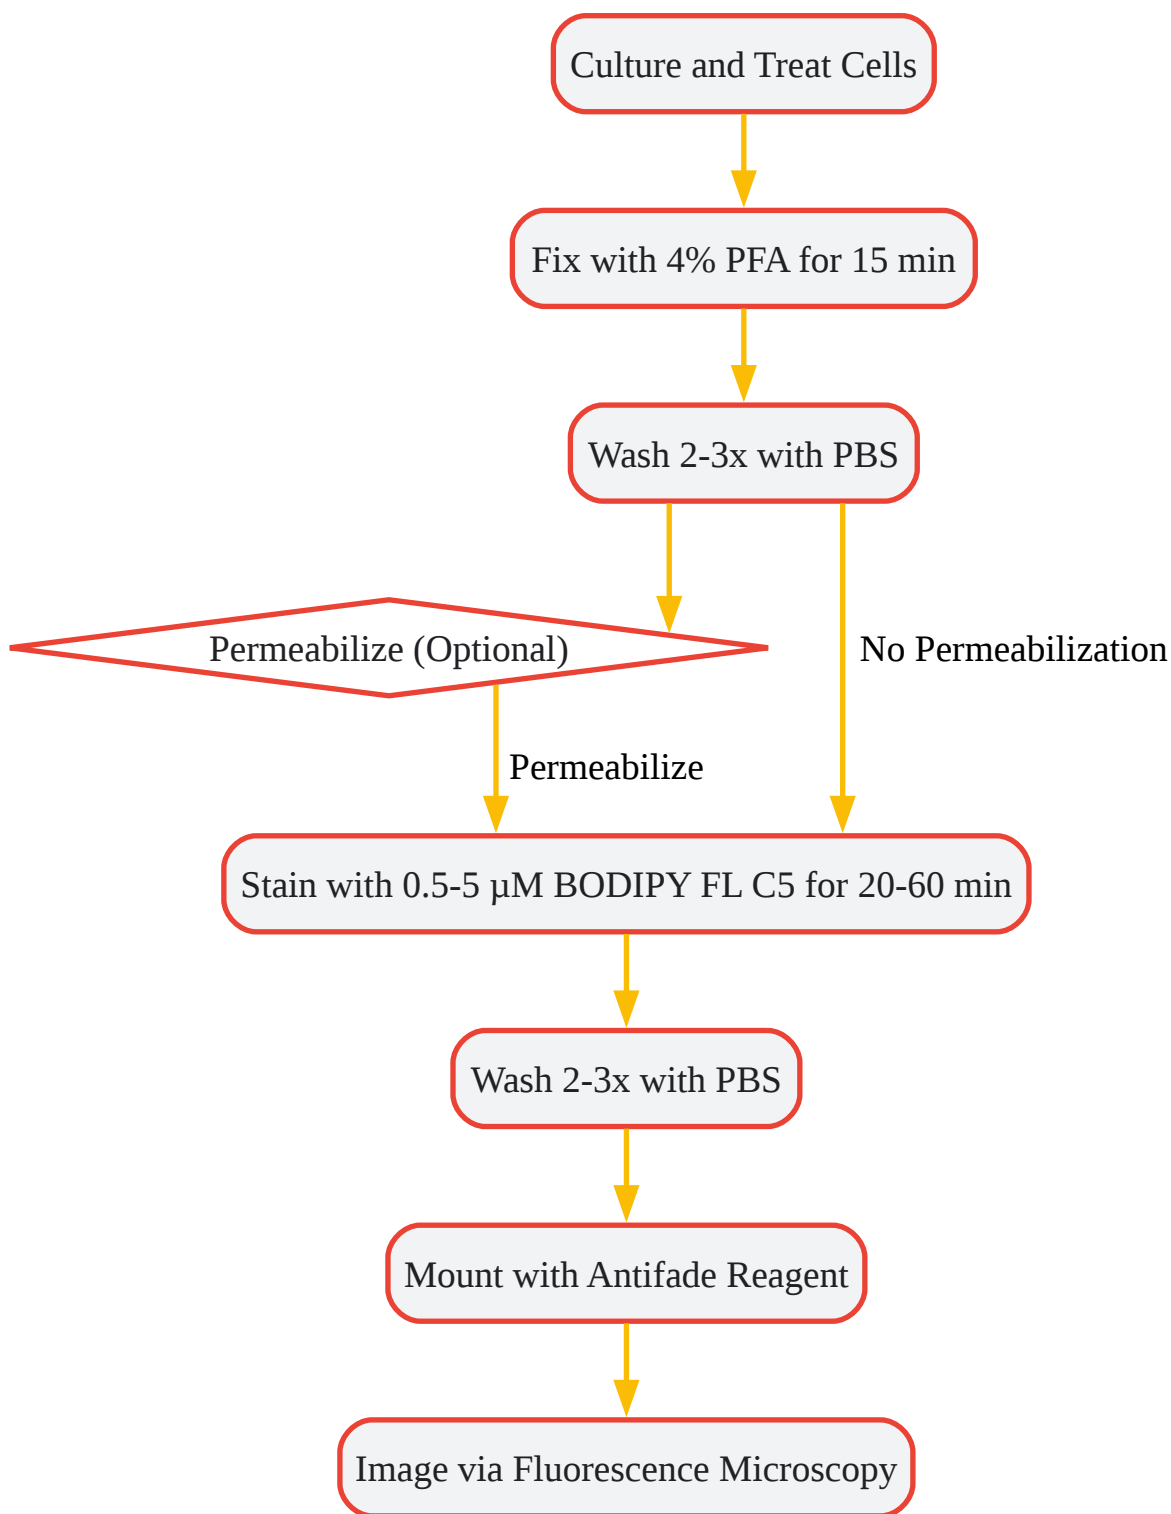 Culture and Treat Cells
Fix with 4% PFA for 15 min
Wash 2-3x with PBS
Permeabilize (Optional)
No Permeabilization
Permeabilize
Stain with 0.5-5 µM BODIPY FL C5 for 20-60 min
Wash 2-3x with PBS
Mount with Antifade Reagent
Image via Fluorescence Microscopy